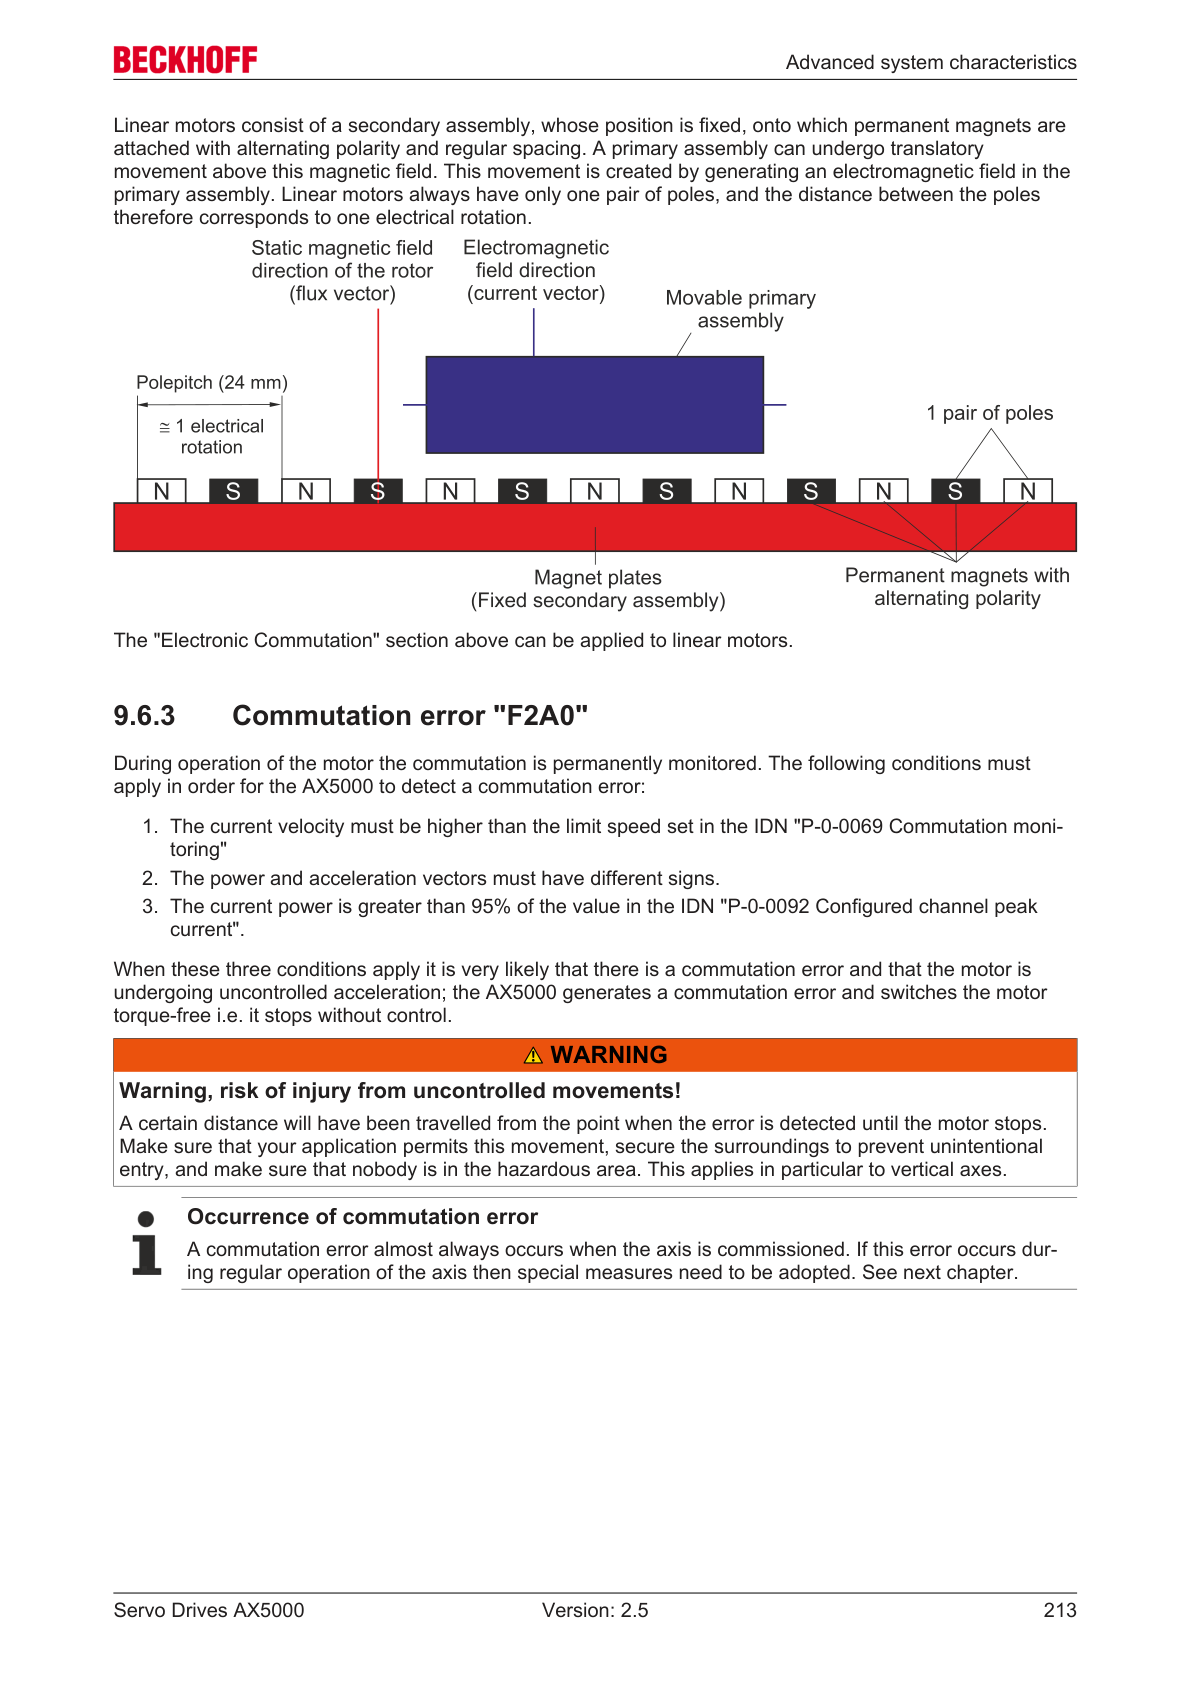 BECKHOFF
Advanced system characteristics
Linear motors consist of a secondary assembly, whose position is fixed, onto which permanent magnets are
attached with alternating polarity and regular spacing. A primary assembly can undergo translatory
movement above this magnetic field. This movement is created by generating an electromagnetic field in the
primary assembly. Linear motors always have only one pair of poles, and the distance between the poles
therefore corresponds to one electrical rotation.
Static magnetic field
direction of the rotor
(flux vector)
Electromagnetic
field direction
(current vector)
Movable primary
assembly
Polepitch (24 mm)
≅ 1 electrical
rotation
1 pair of poles
N S N S N S N S N S N S N
Magnet plates
(Fixed secondary assembly)
Permanent magnets with
alternating polarity
The "Electronic Commutation" section above can be applied to linear motors.
9.6.3 Commutation error "F2A0"
During operation of the motor the commutation is permanently monitored. The following conditions must
apply in order for the AX5000 to detect a commutation error:
1. The current velocity must be higher than the limit speed set in the IDN "P-0-0069 Commutation moni-
toring"
2. The power and acceleration vectors must have different signs.
3. The current power is greater than 95% of the value in the IDN "P-0-0092 Configured channel peak
current".
When these three conditions apply it is very likely that there is a commutation error and that the motor is
undergoing uncontrolled acceleration; the AX5000 generates a commutation error and switches the motor
torque-free i.e. it stops without control.
WARNING
Warning, risk of injury from uncontrolled movements!
A certain distance will have been travelled from the point when the error is detected until the motor stops.
Make sure that your application permits this movement, secure the surroundings to prevent unintentional
entry, and make sure that nobody is in the hazardous area. This applies in particular to vertical axes.
Occurrence of commutation error
A commutation error almost always occurs when the axis is commissioned. If this error occurs dur-
ing regular operation of the axis then special measures need to be adopted. See next chapter.
Servo Drives AX5000
Version: 2.5
213